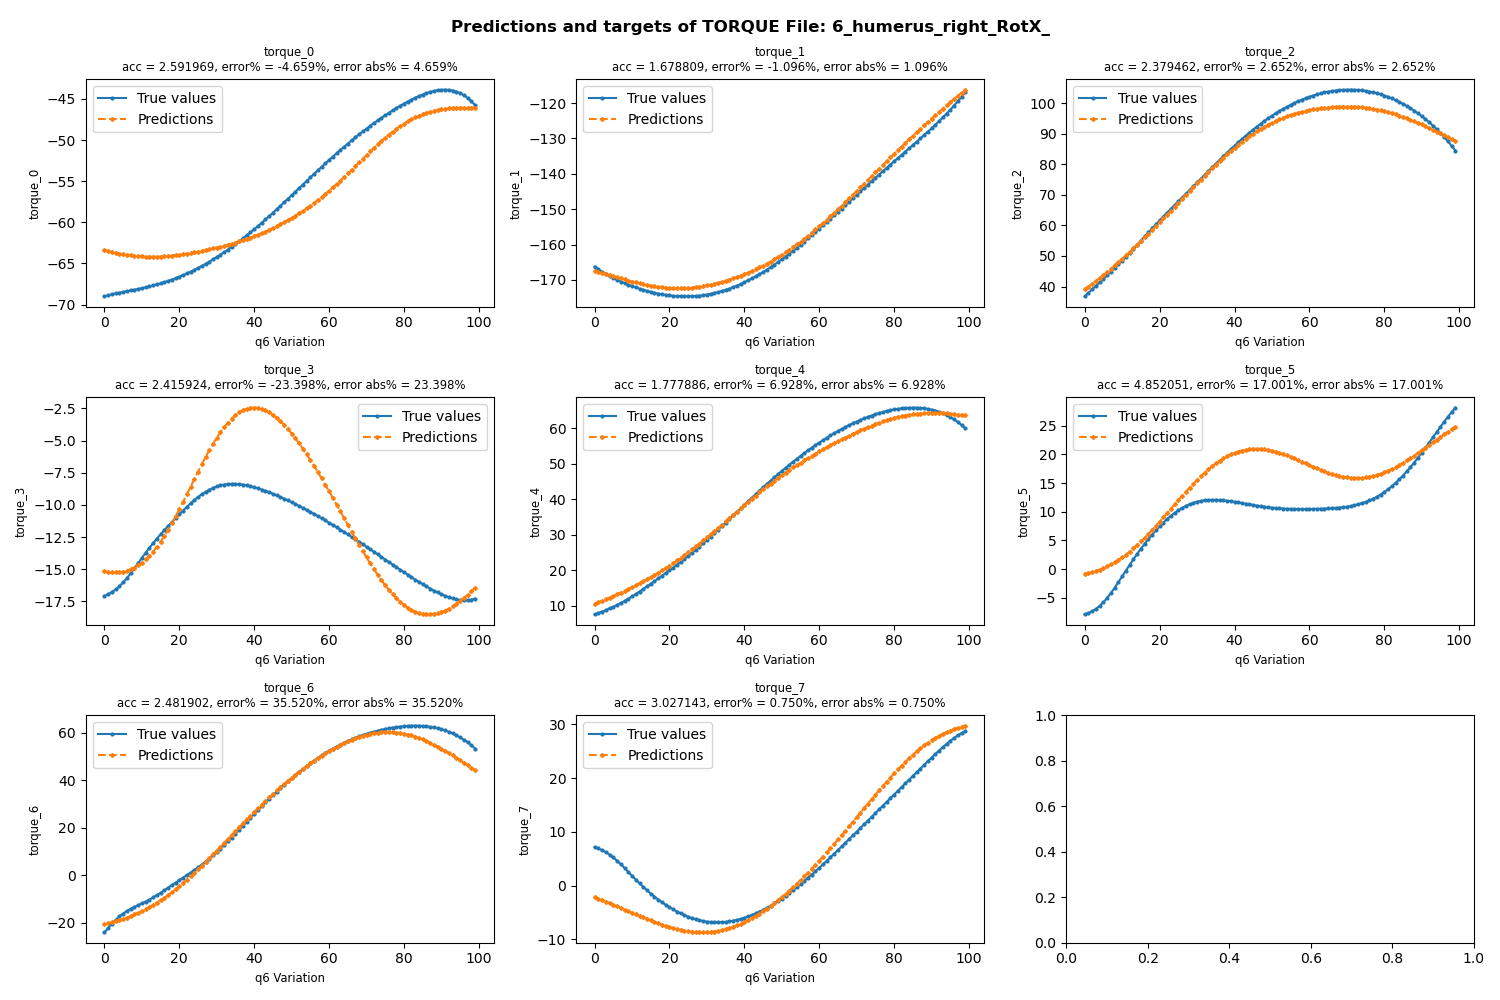 Predictions and targets of TORQUE File: 6_humerus_right_RotX_
torque_0
acc = 2.591969, error% = -4.659%, error abs% = 4.659%
True values
Predictions
−45
−50
−55
−60
−65
−70
torque_0
0 20 40 60 80 100
q6 Variation
torque_1
acc = 1.678809, error% = -1.096%, error abs% = 1.096%
True values
Predictions
−120
−130
−140
−150
−160
−170
torque_1
0 20 40 60 80 100
q6 Variation
torque_2
acc = 2.379462, error% = 2.652%, error abs% = 2.652%
True values
Predictions
100
90
80
70
60
50
40
torque_2
0 20 40 60 80 100
q6 Variation
torque_3
acc = 2.415924, error% = -23.398%, error abs% = 23.398%
True values
Predictions
−2.5
−5.0
−7.5
−10.0
−12.5
−15.0
−17.5
torque_3
0 20 40 60 80 100
q6 Variation
torque_4
acc = 1.777886, error% = 6.928%, error abs% = 6.928%
True values
Predictions
60
50
40
30
20
10
torque_4
0 20 40 60 80 100
q6 Variation
torque_5
acc = 4.852051, error% = 17.001%, error abs% = 17.001%
True values
Predictions
25
20
15
10
5
0
−5
torque_5
0 20 40 60 80 100
q6 Variation
torque_6
acc = 2.481902, error% = 35.520%, error abs% = 35.520%
True values
Predictions
60
40
20
0
−20
torque_6
0 20 40 60 80 100
q6 Variation
torque_7
acc = 3.027143, error% = 0.750%, error abs% = 0.750%
True values
Predictions
30
20
10
0
−10
torque_7
0 20 40 60 80 100
q6 Variation
1.0
0.8
0.6
0.4
0.2
0.0
0.0 0.2 0.4 0.6 0.8 1.0